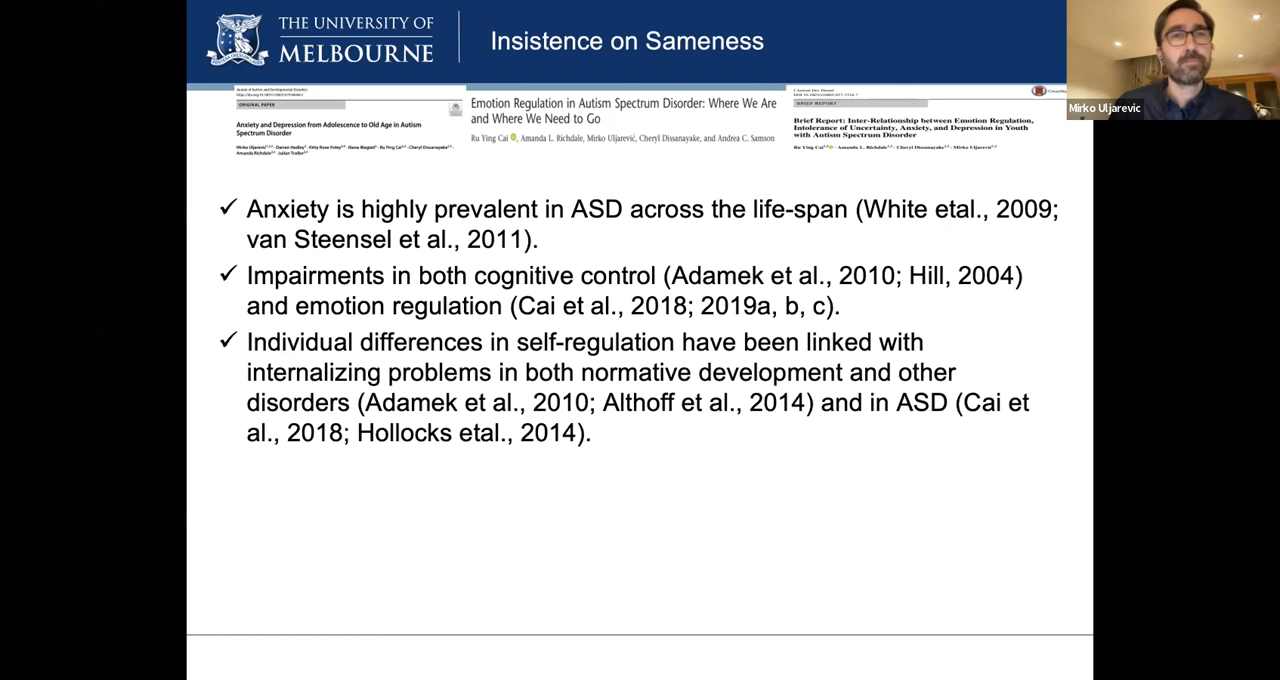 THE UNIVERSITY OF
MELBOURNE
Insistence on Sameness
Mirko Uljarevic
ORIGINAL PAPER
Anxiety and Depression from Adolescence to Old Age in Autism
Spectrum Disorder
Emotion Regulation in Autism Spectrum Disorder: Where We Are
and Where We Need to Go
Ru Ying Cai, Amanda L. Richdale, Mirko Uljarević, Cheryl Dissanayake, and Andrea C. Samson
BRIEF REPORT
Brief Report: Inter-Relationship between Emotion Regulation,
Intolerance of Uncertainty, Anxiety, and Depression in Youth
with Autism Spectrum Disorder
✓ Anxiety is highly prevalent in ASD across the life-span (White etal., 2009;
van Steensel et al., 2011).
✓ Impairments in both cognitive control (Adamek et al., 2010; Hill, 2004)
and emotion regulation (Cai et al., 2018; 2019a, b, c).
✓ Individual differences in self-regulation have been linked with
internalizing problems in both normative development and other
disorders (Adamek et al., 2010; Althoff et al., 2014) and in ASD (Cai et
al., 2018; Hollocks etal., 2014).